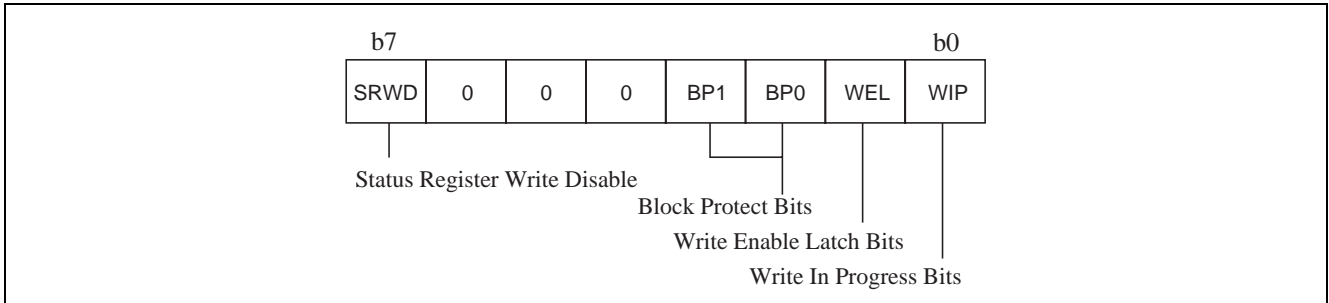 b7 b0
SRWD 0 0 0 BP1 BP0 WEL WIP
Status Register Write Disable
Block Protect Bits
Write Enable Latch Bits
Write In Progress Bits